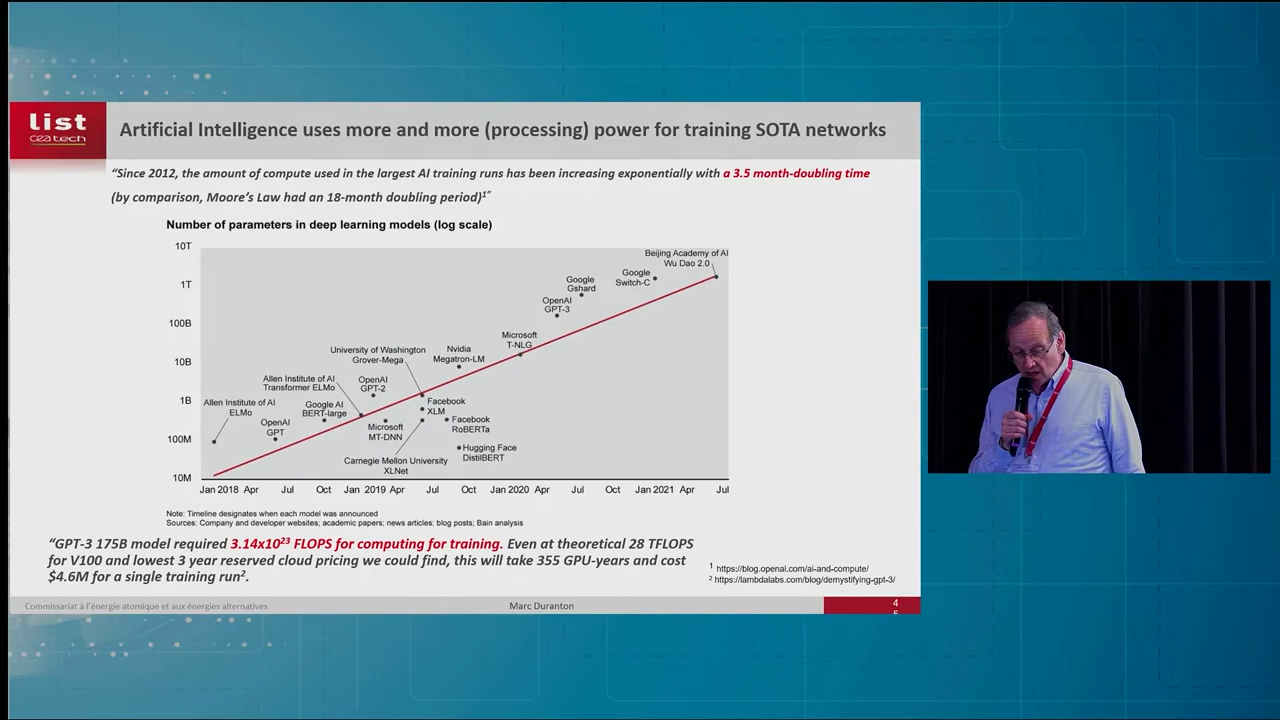 list
ceatech
Artificial Intelligence uses more and more (processing) power for training SOTA networks
“Since 2012, the amount of compute used in the largest AI training runs has been increasing exponentially with a 3.5 month-doubling time
(by comparison, Moore’s Law had an 18-month doubling period)1”
Number of parameters in deep learning models (log scale)
10T
1T
100B
10B
1B
100M
10M
Beijing Academy of AI
Wu Dao 2.0
Google
Switch-C
Google
Gshard
OpenAI
GPT-3
Microsoft
T-NLG
Nvidia
Megatron-LM
University of Washington
Grover-Mega
Allen Institute of AI
Transformer ELMo
OpenAI
GPT-2
Allen Institute of AI
ELMo
Google AI
BERT-large
OpenAI
GPT
Microsoft
MT-DNN
Facebook
XLM
Facebook
RoBERTa
Hugging Face
DistilBERT
Carnegie Mellon University
XLNet
Jan 2018 Apr Jul Oct Jan 2019 Apr Jul Oct Jan 2020 Apr Jul Oct Jan 2021 Apr Jul
Note: Timeline designates when each model was announced
Sources: Company and developer websites; academic papers; news articles; blog posts; Bain analysis
“GPT-3 175B model required 3.14x1023 FLOPS for computing for training. Even at theoretical 28 TFLOPS
for V100 and lowest 3 year reserved cloud pricing we could find, this will take 355 GPU-years and cost
$4.6M for a single training run2.
1 https://blog.openai.com/ai-and-compute/
2 https://lambdalabs.com/blog/demystifying-gpt-3/
Commissariat à l’énergie atomique et aux énergies alternatives
Marc Duranton
4